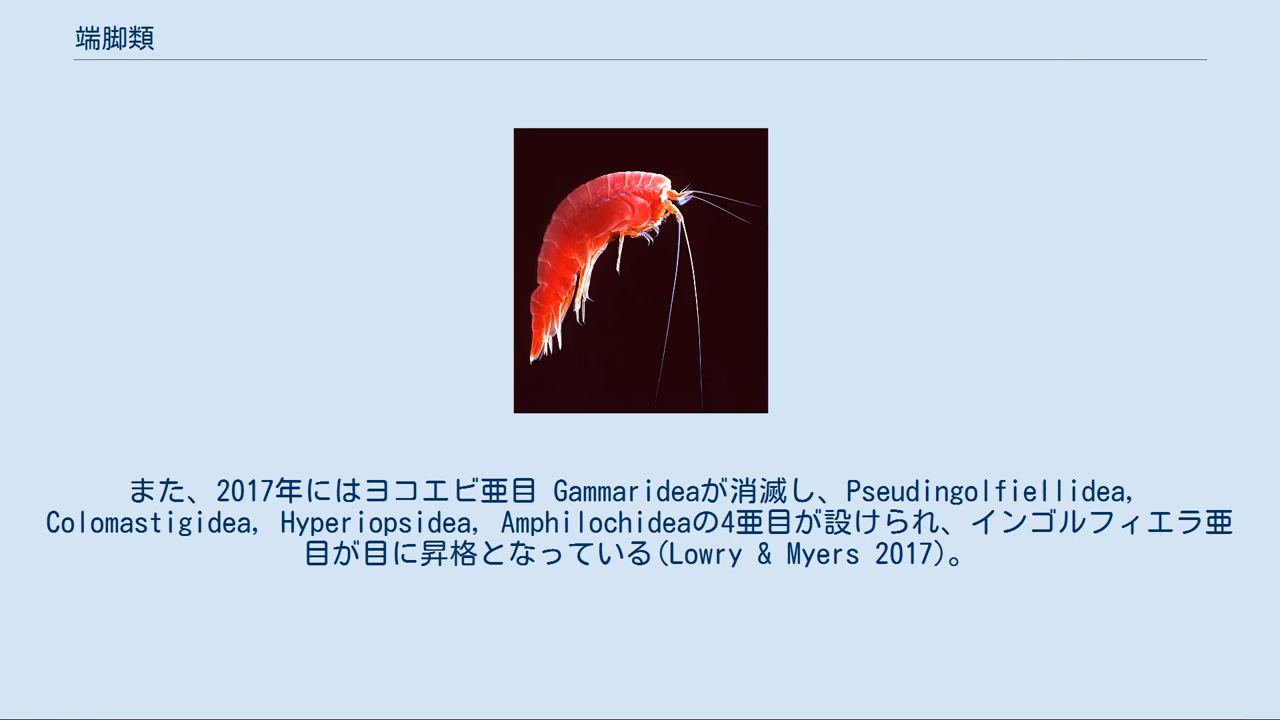 端脚類
また、2017年にはヨコエビ亜目 Gammarideaが消滅し、Pseudingolfiellidea,
Colomastigidea, Hyperiopsidea, Amphilochideaの4亜目が設けられ、インゴルフィエラ亜
目が目に昇格となっている(Lowry & Myers 2017)。